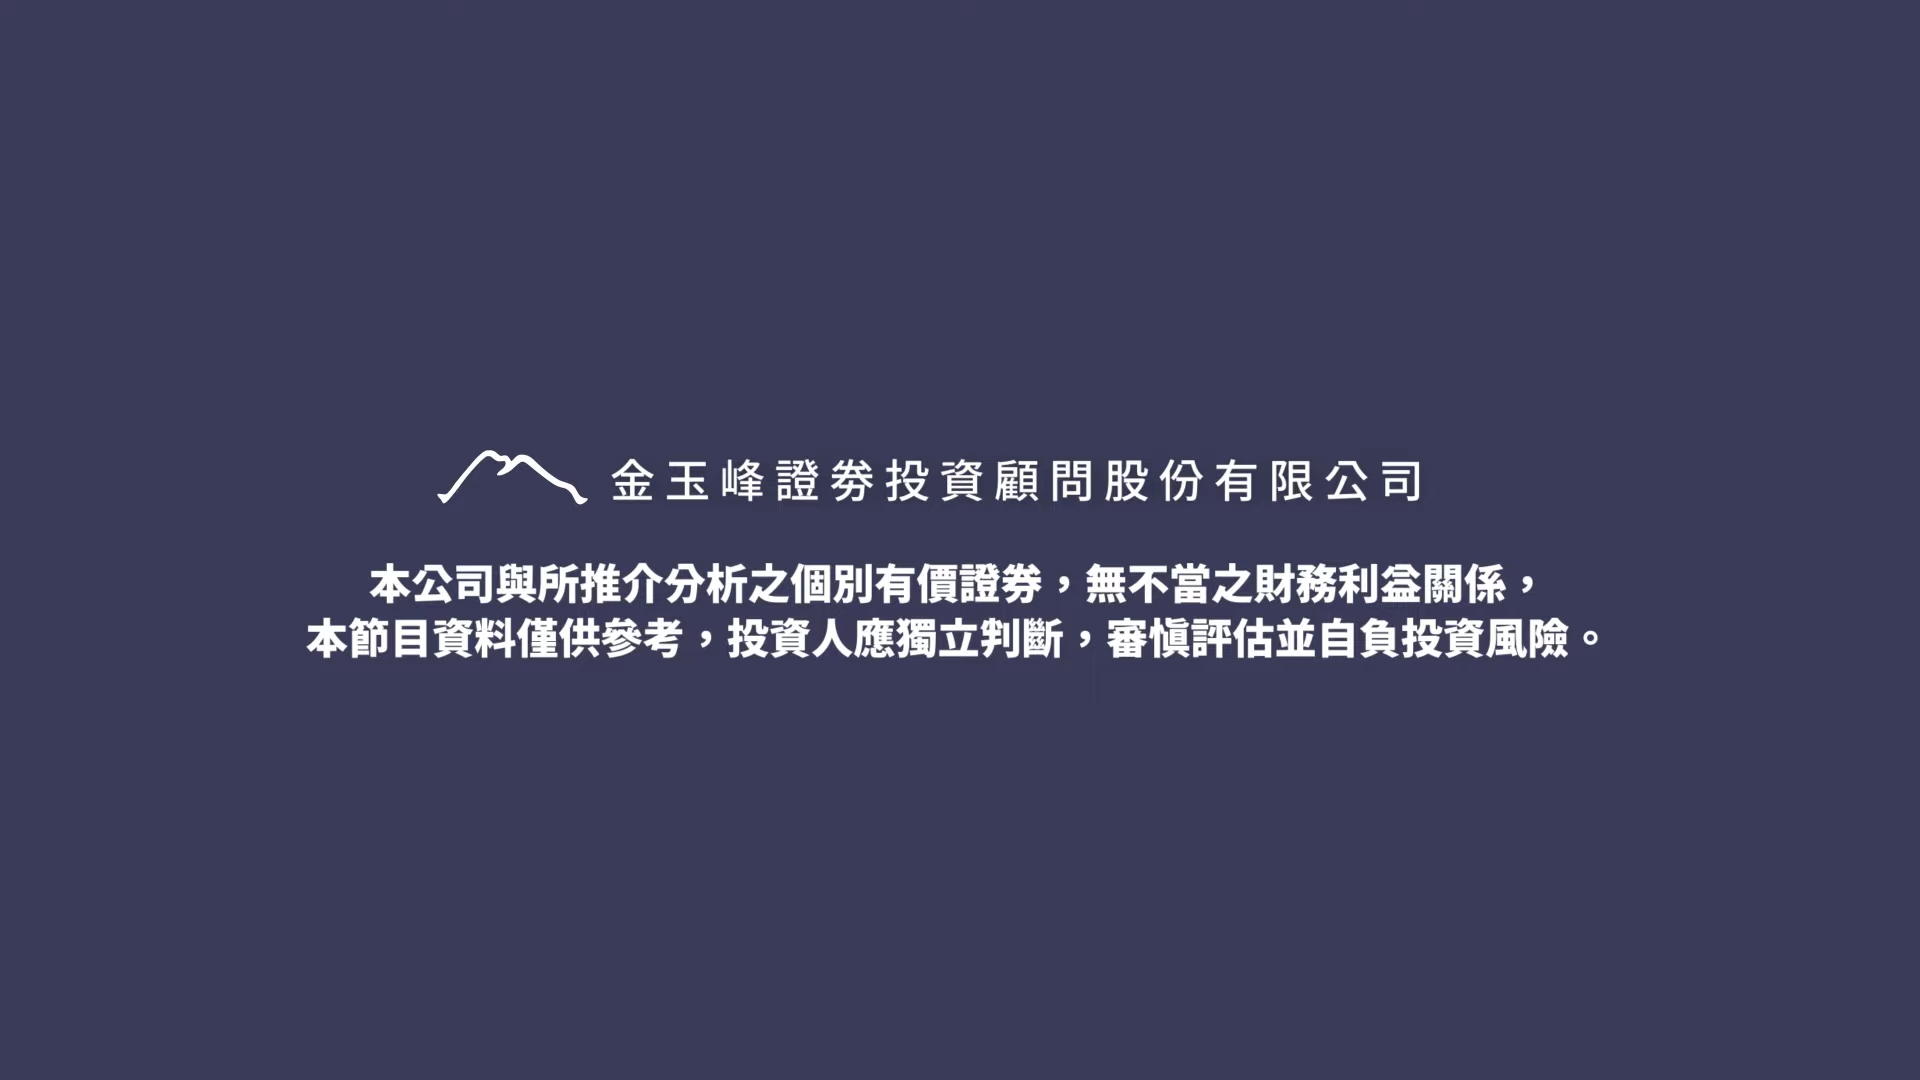 金玉峰證券投資顧問股份有限公司
本公司與所推介分析之個別有價證券，無不當之財務利益關係，
本節目資料僅供參考，投資人應獨立判斷，審慎評估並自負投資風險。